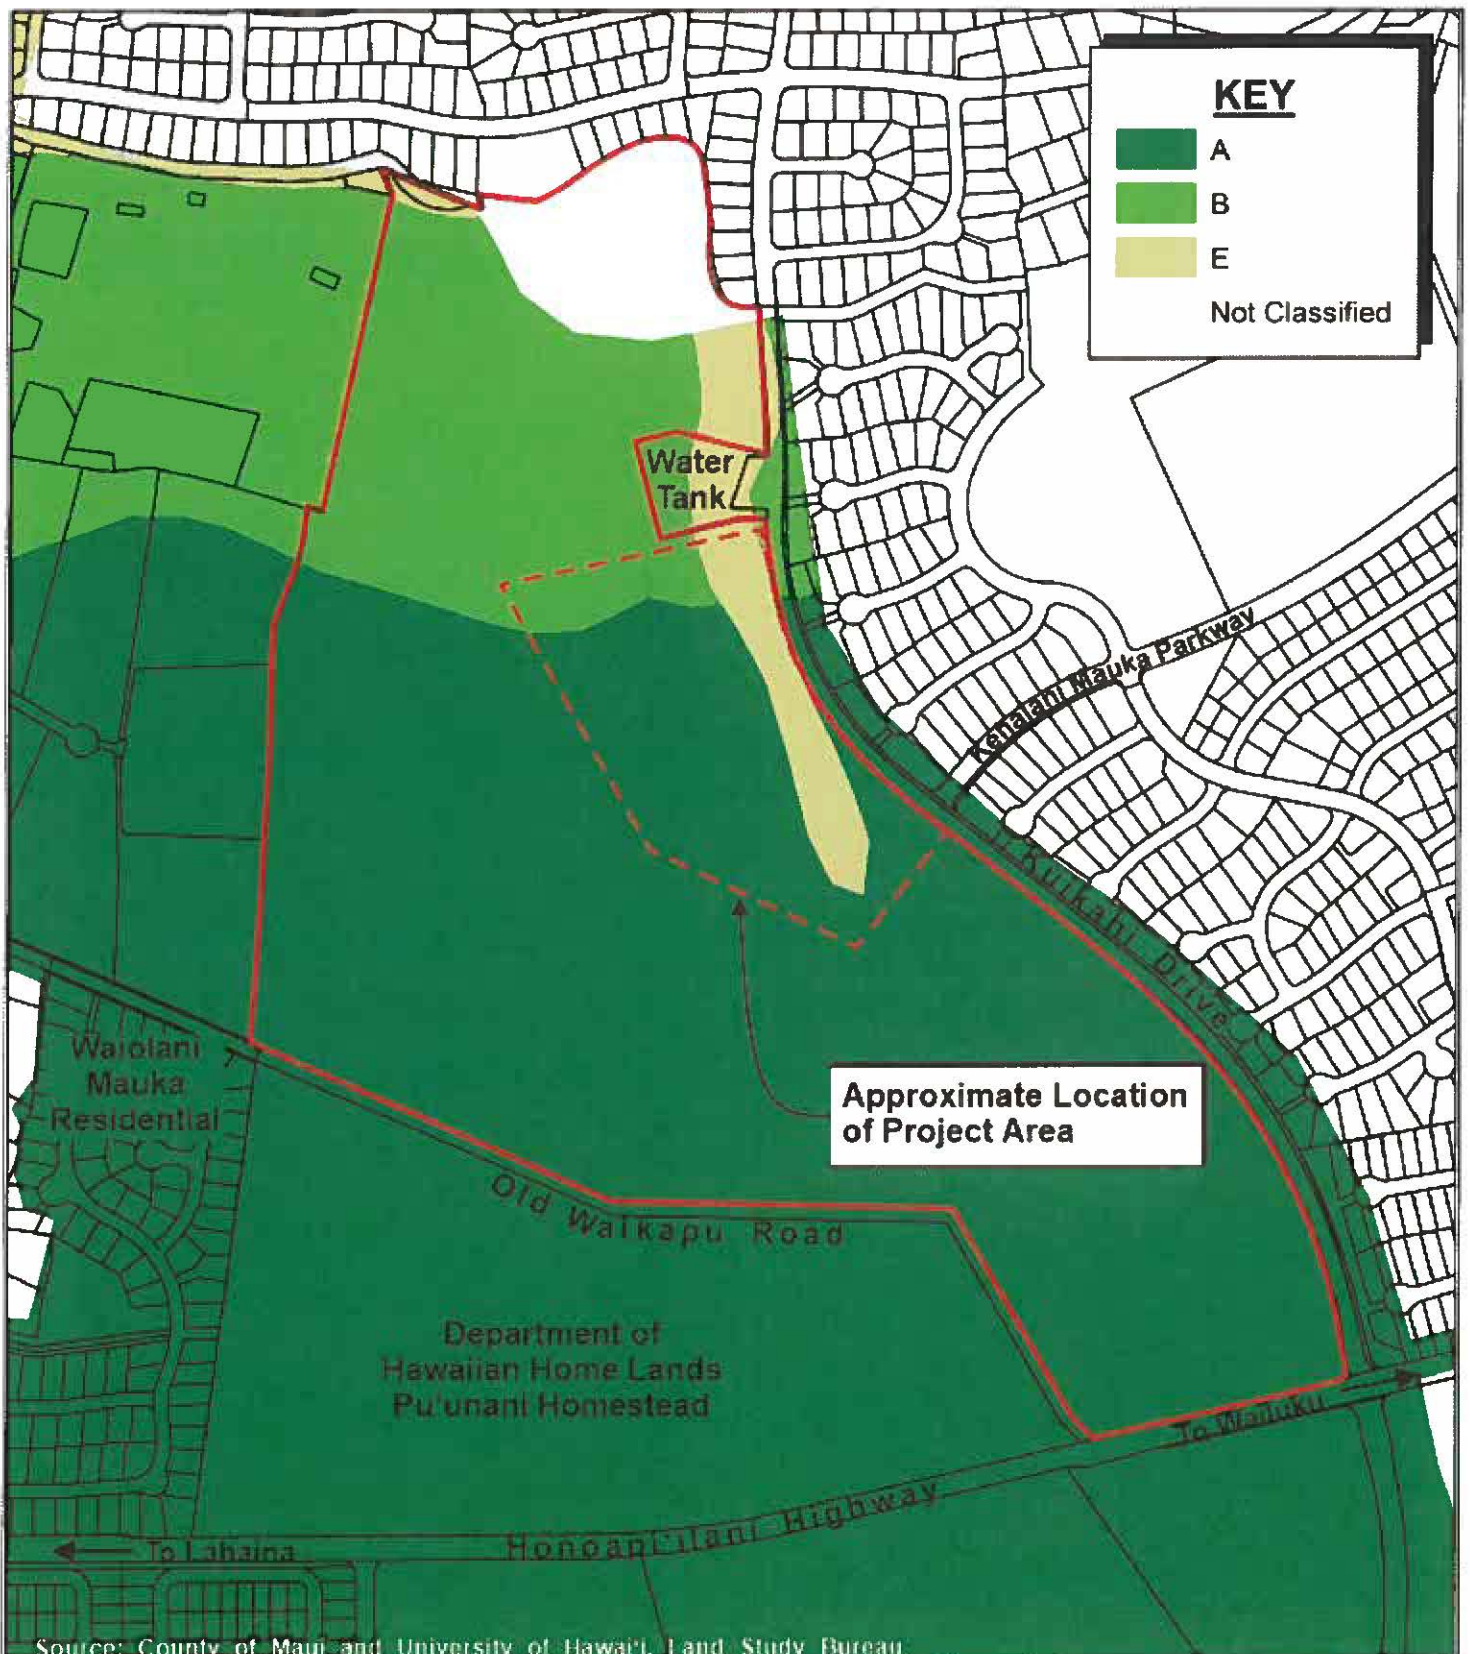 KEY
A
B
E
Not Classified
Water
Tank
Kehalani Mauka Parkway
Kuikahi Drive
Waiolani
Mauka
Residential
Approximate Location
of Project Area
Old Waikapu Road
Department of
Hawaiian Home Lands
Pu'unani Homestead
To Wailuku
Honoapi'ilani Highway
To Lahaina
Source: County of Maui and University of Hawai'i, Land Study Bureau